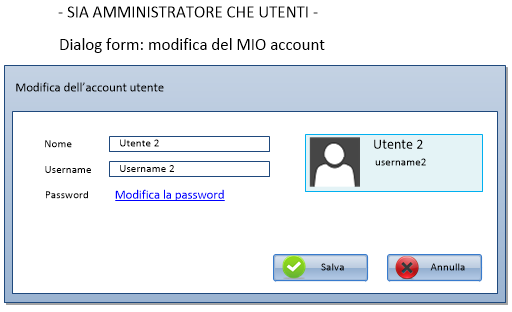 - SIA AMMINISTRATORE CHE UTENTI -
Dialog form: modifica del MIO account
Modifica dell'account utente
Nome
Utente 2
Username
Username 2
Password
Modifica la password
Utente 2
username2
Salva
Annulla